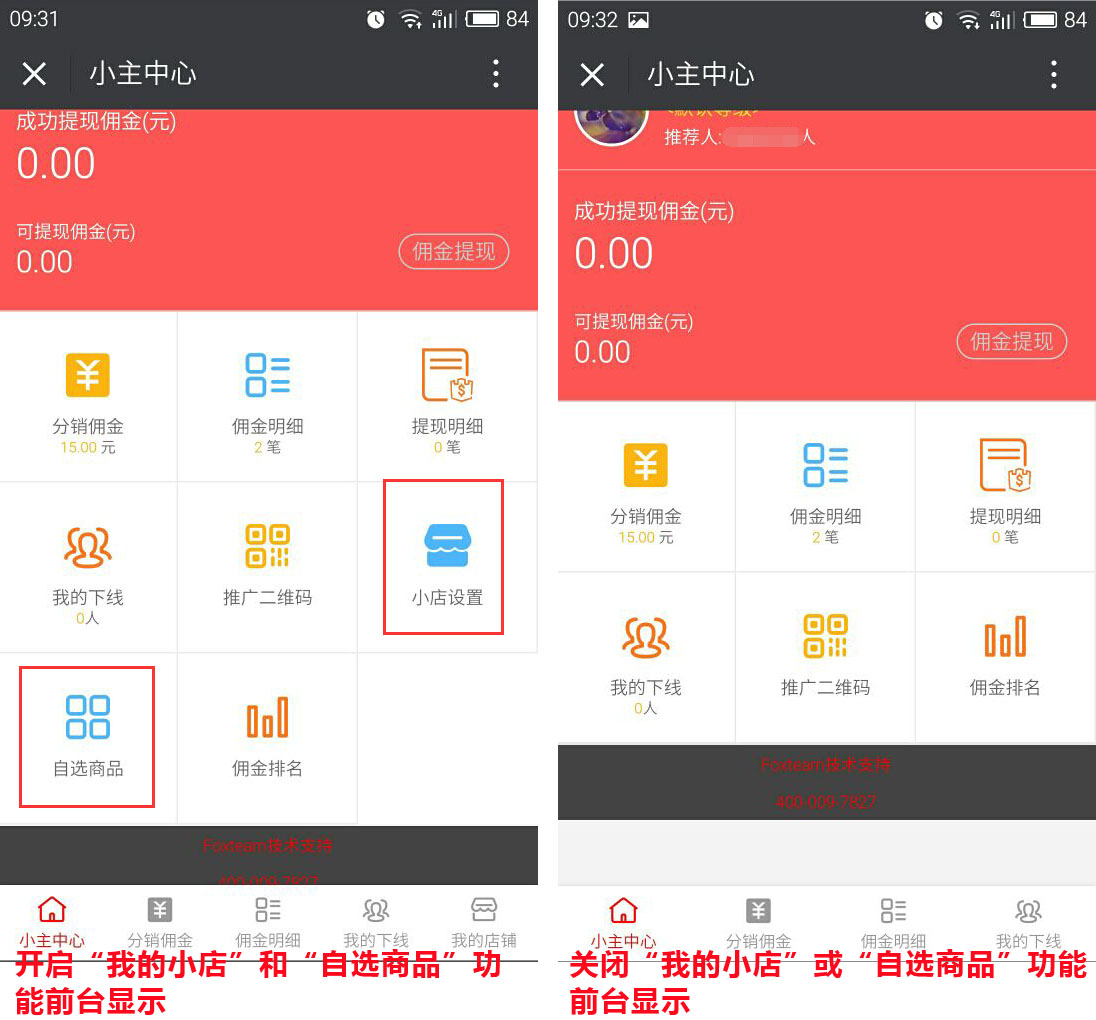 09:31
4G
84
小主中心
成功提现佣金(元)
0.00
可提现佣金(元)
0.00
佣金提现
分销佣金
15.00 元
佣金明细
2 笔
提现明细
0 笔
我的下线
0人
推广二维码
小店设置
自选商品
佣金排名
Foxteam技术支持
400-009-7827
小主中心
分销佣金
佣金明细
我的下线
我的店铺
开启“我的小店”和“自选商品”功
能前台显示
09:32
4G
84
小主中心
<默认等级>
推荐人:
人
成功提现佣金(元)
0.00
可提现佣金(元)
0.00
佣金提现
分销佣金
15.00 元
佣金明细
2 笔
提现明细
0 笔
我的下线
0人
推广二维码
佣金排名
Foxteam技术支持
400-009-7827
小主中心
分销佣金
佣金明细
我的下线
关闭“我的小店”或“自选商品”功能
前台显示